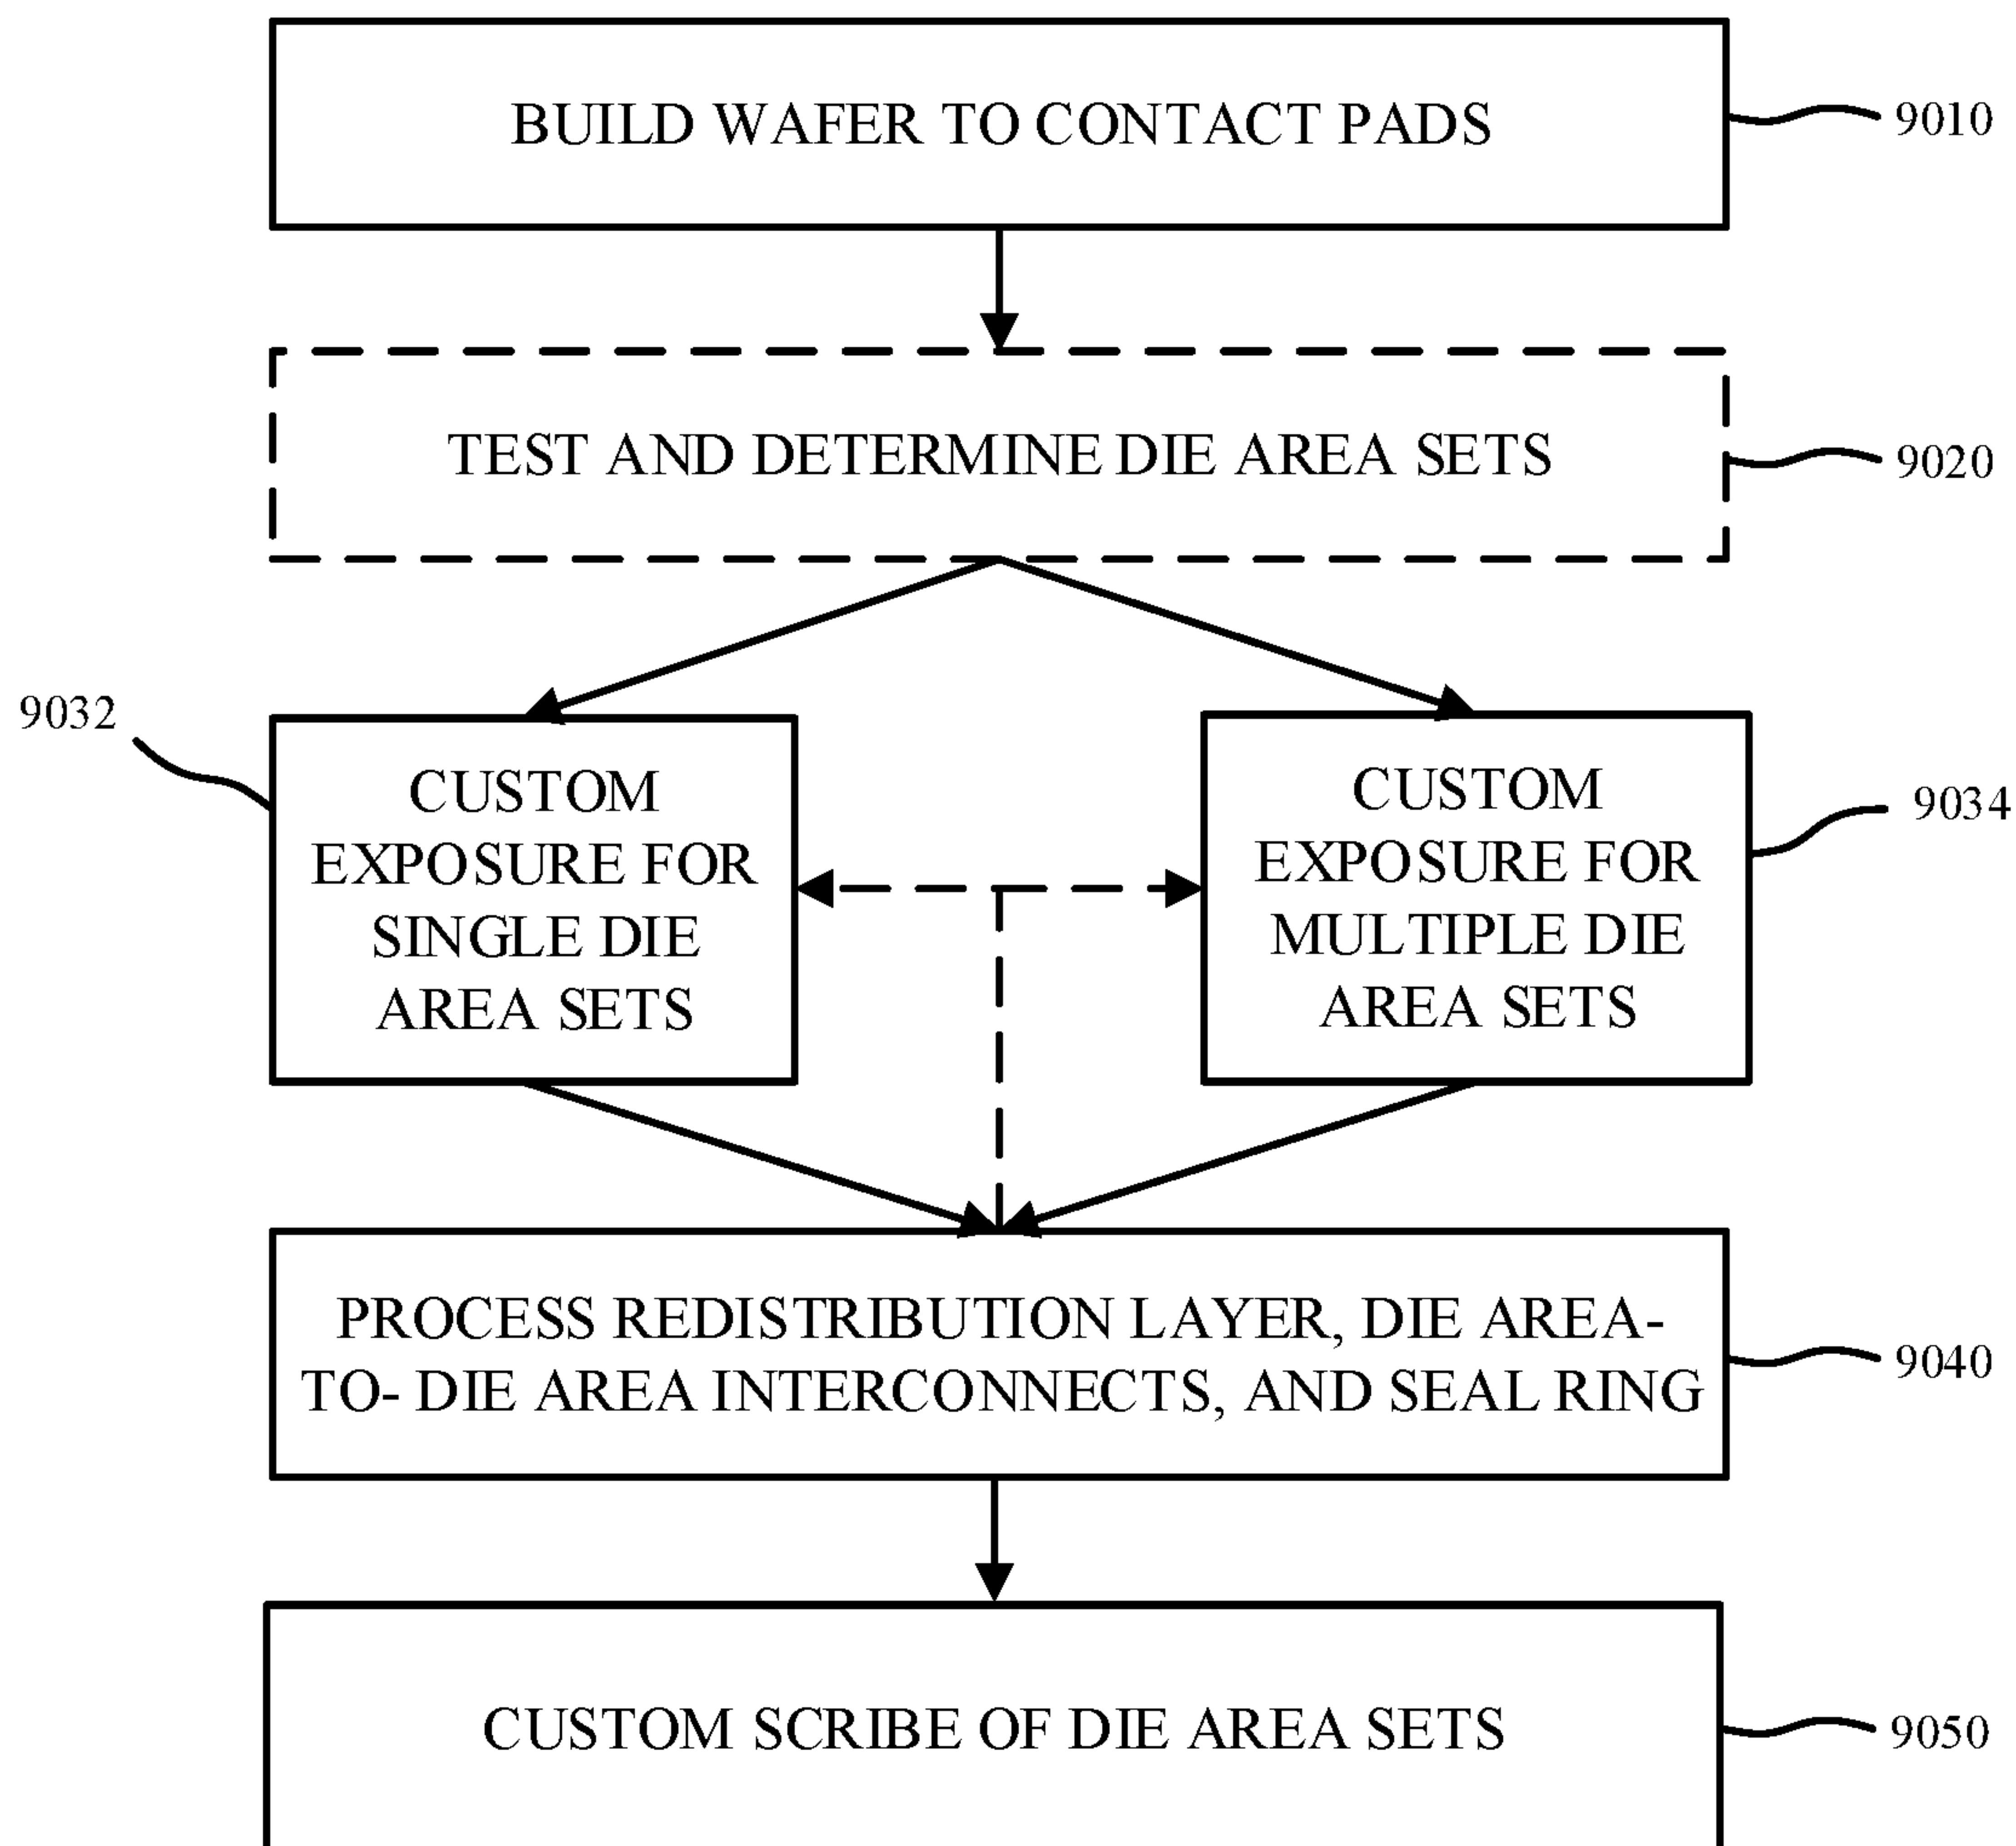 BUILD WAFER TO CONTACT PADS
9010
TEST AND DETERMINE DIE AREA SETS
9020
9032
CUSTOM
EXPOSURE FOR
SINGLE DIE
AREA SETS
CUSTOM
EXPOSURE FOR
MULTIPLE DIE
AREA SETS
9034
PROCESS REDISTRIBUTION LAYER, DIE AREA-
TO- DIE AREA INTERCONNECTS, AND SEAL RING
9040
CUSTOM SCRIBE OF DIE AREA SETS
9050